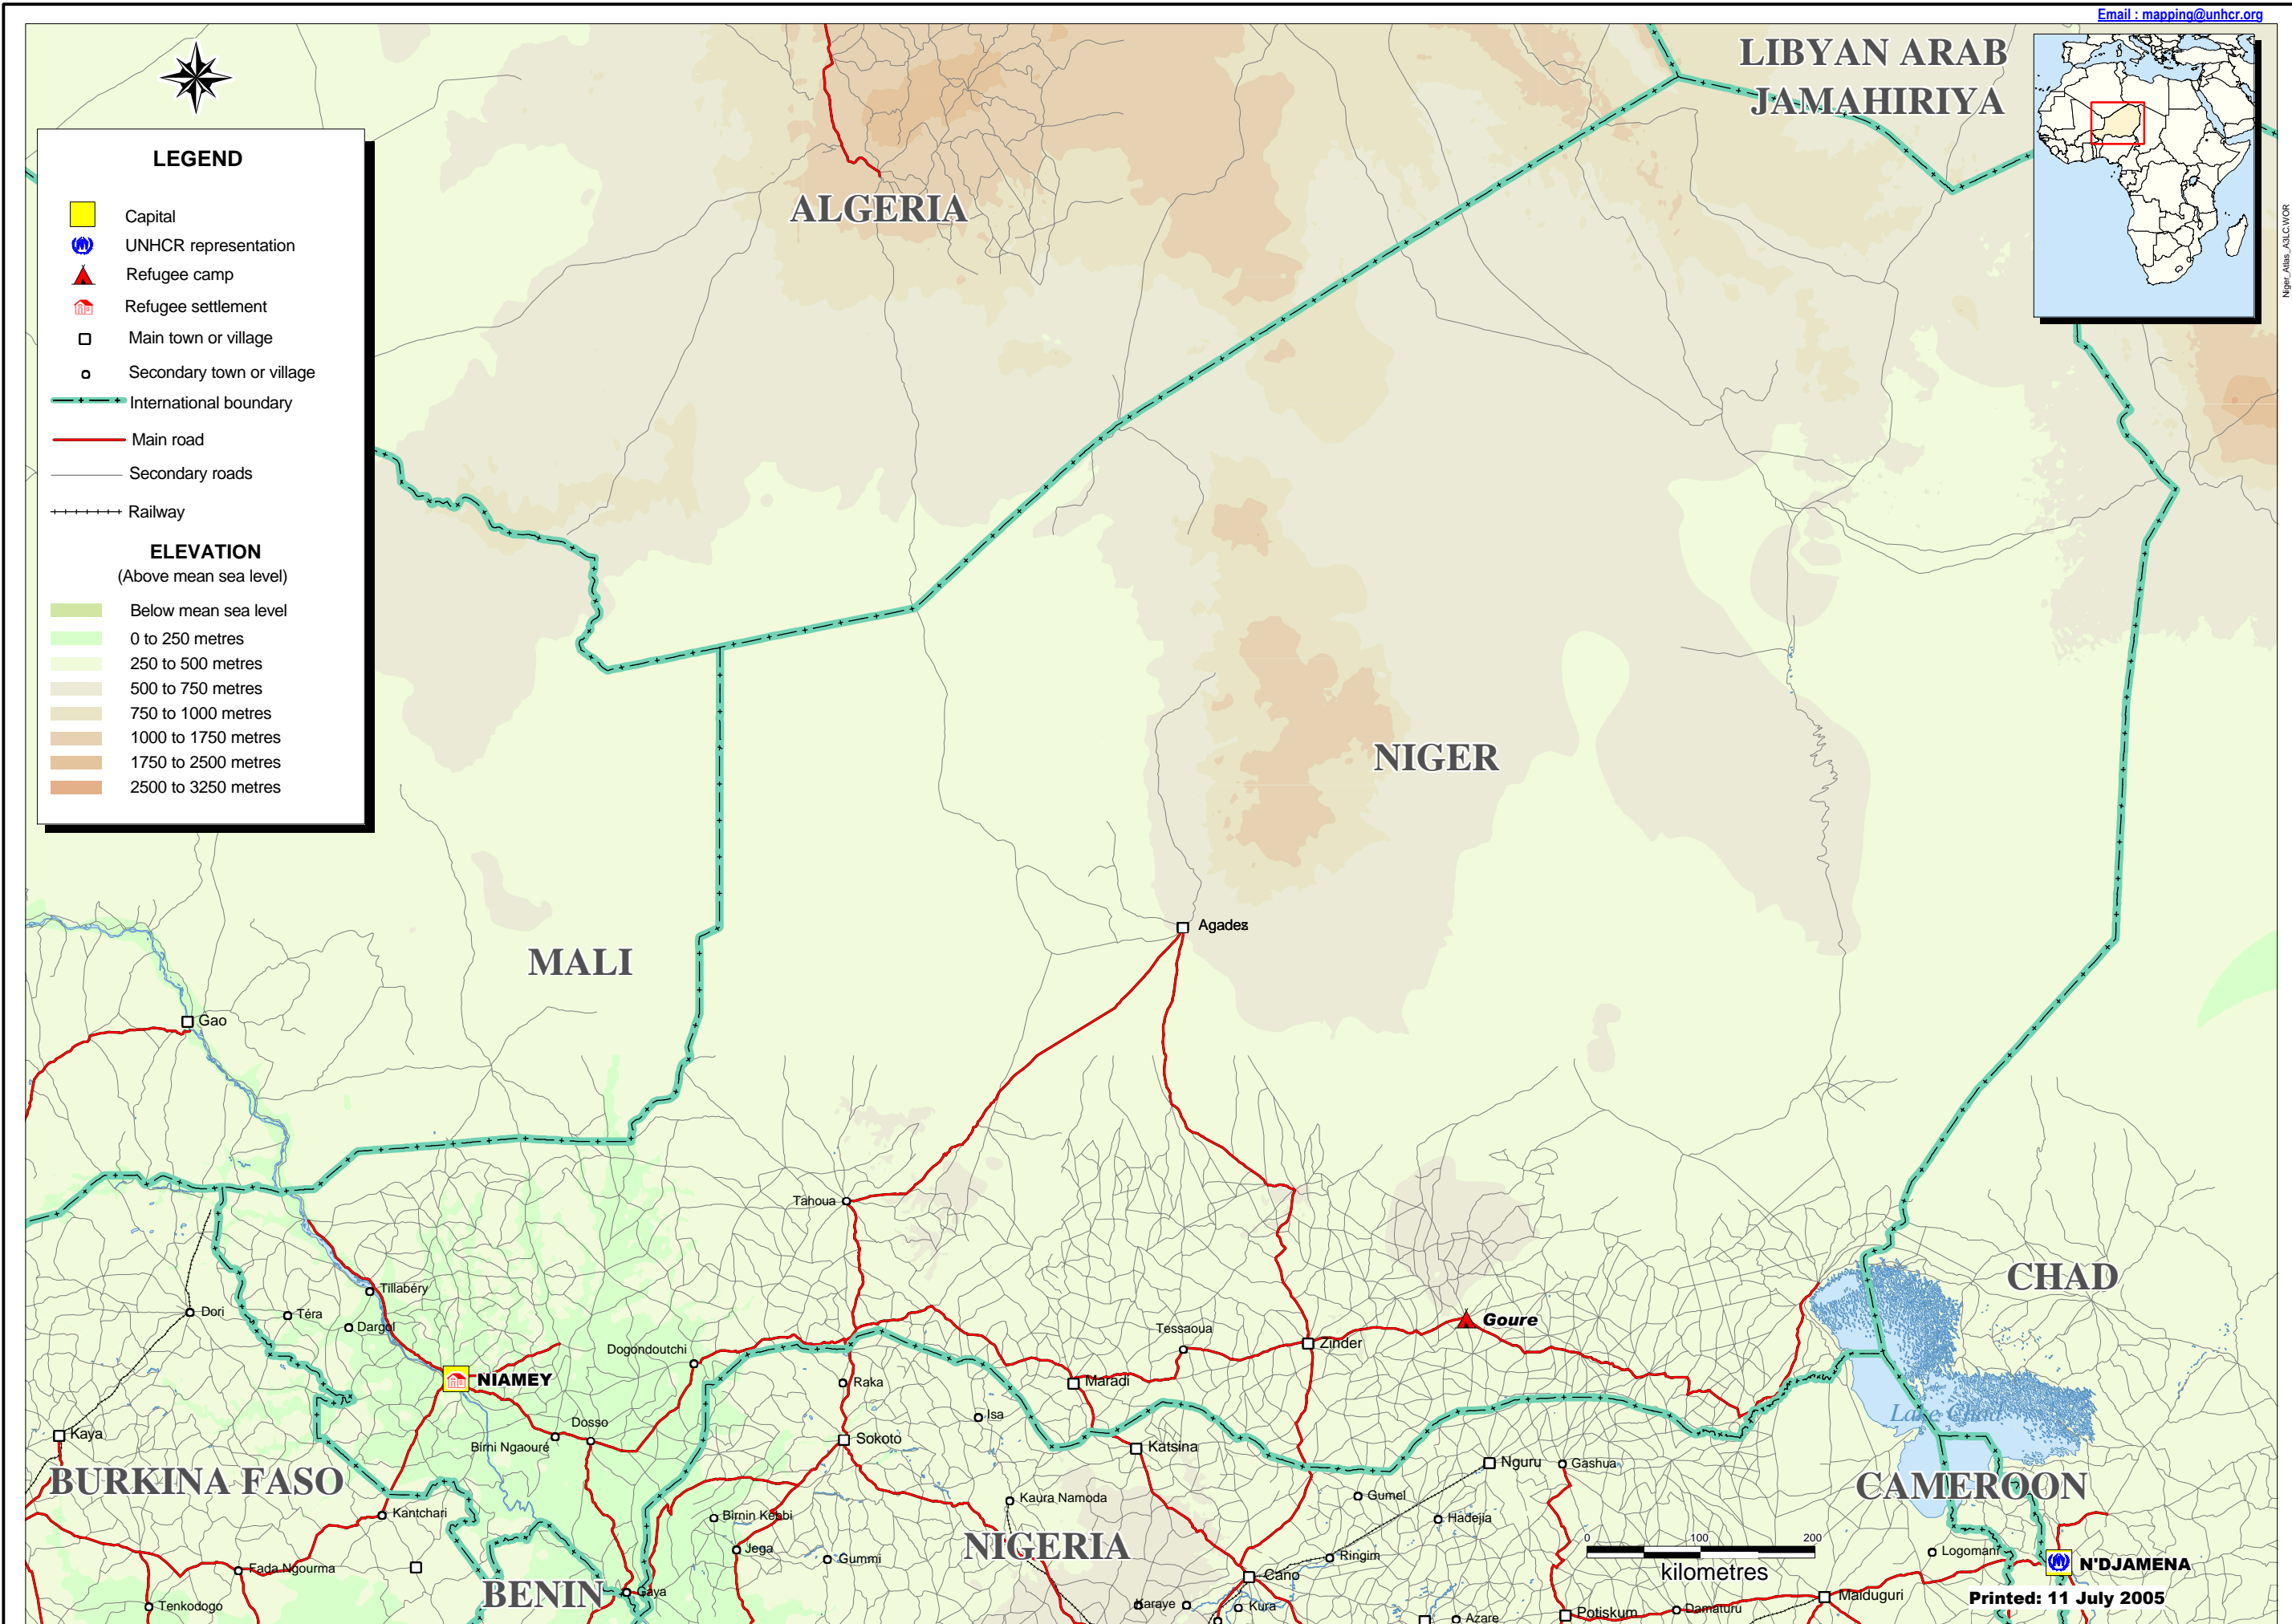 Email : mapping@unhcr.org
LIBYAN ARAB
JAMAHIRIYA
Niger_Atlas_A3LC.WOR
LEGEND
Capital
UNHCR representation
Refugee camp
Refugee settlement
Main town or village
Secondary town or village
International boundary
Main road
Secondary roads
Railway
ELEVATION
(Above mean sea level)
Below mean sea level
0 to 250 metres
250 to 500 metres
500 to 750 metres
750 to 1000 metres
1000 to 1750 metres
1750 to 2500 metres
2500 to 3250 metres
ALGERIA
NIGER
Agadez
MALI
Gao
Tahoua
CHAD
Tillabéry
Dori
Téra
Dargol
Goure
Tessaoua
Zinder
Dogondoutchi
NIAMEY
Raka
Maradi
Isa
Lake Chad
Dosso
Birni Ngaouré
Sokoto
Kaya
Katsina
Nguru
Gashua
BURKINA FASO
CAMEROON
Kaura Namoda
Gumel
Kantchari
Birnin Kebbi
Hadejia
NIGERIA
0 100 200
kilometres
Jega
Gummi
Ringim
Logomani
N'DJAMENA
Fada Ngourma
Cano
BENIN
Gaya
Tenkodogo
Karaye
Kura
Azare
Potiskum
Damaturu
Maiduguri
Printed: 11 July 2005